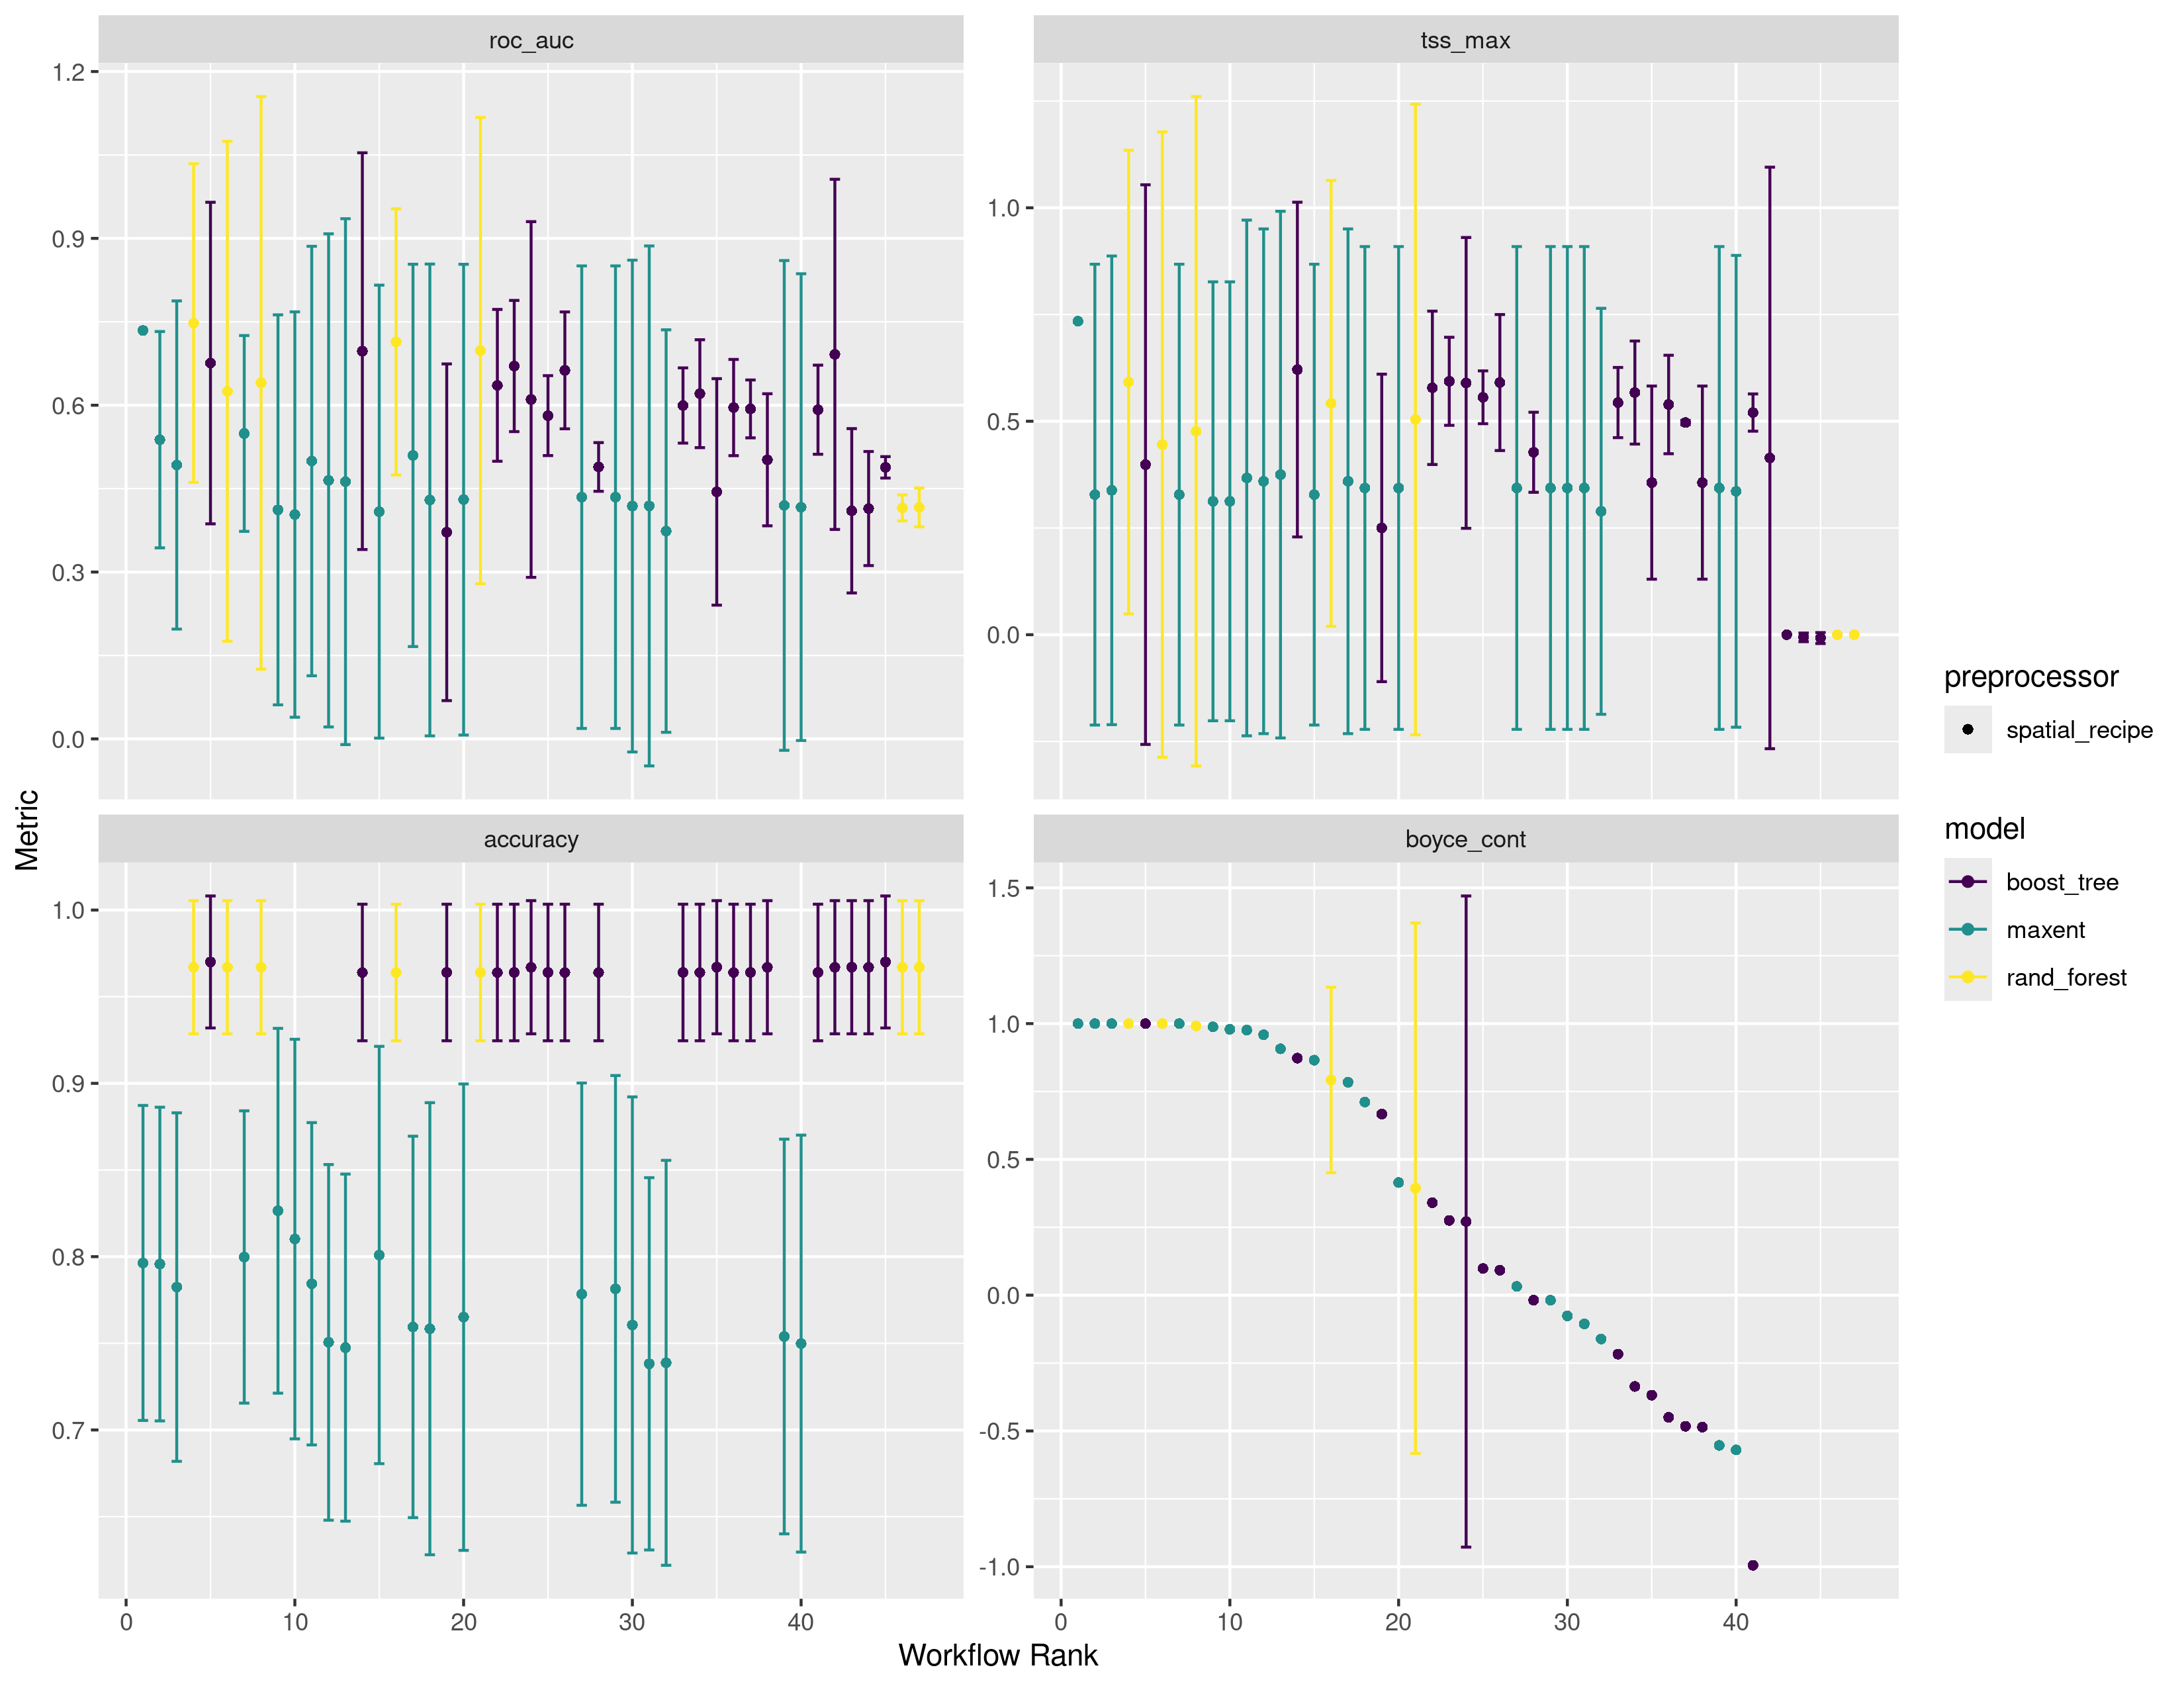 roc_auc
tss_max
1.2
0.9
0.6
0.3
0.0
1.0
0.5
0.0
accuracy
boyce_cont
1.0
0.9
0.8
0.7
1.5
1.0
0.5
0.0
-0.5
-1.0
0 10 20 30 40
0 10 20 30 40
Workflow Rank
Metric
preprocessor
spatial_recipe
model
boost_tree
maxent
rand_forest